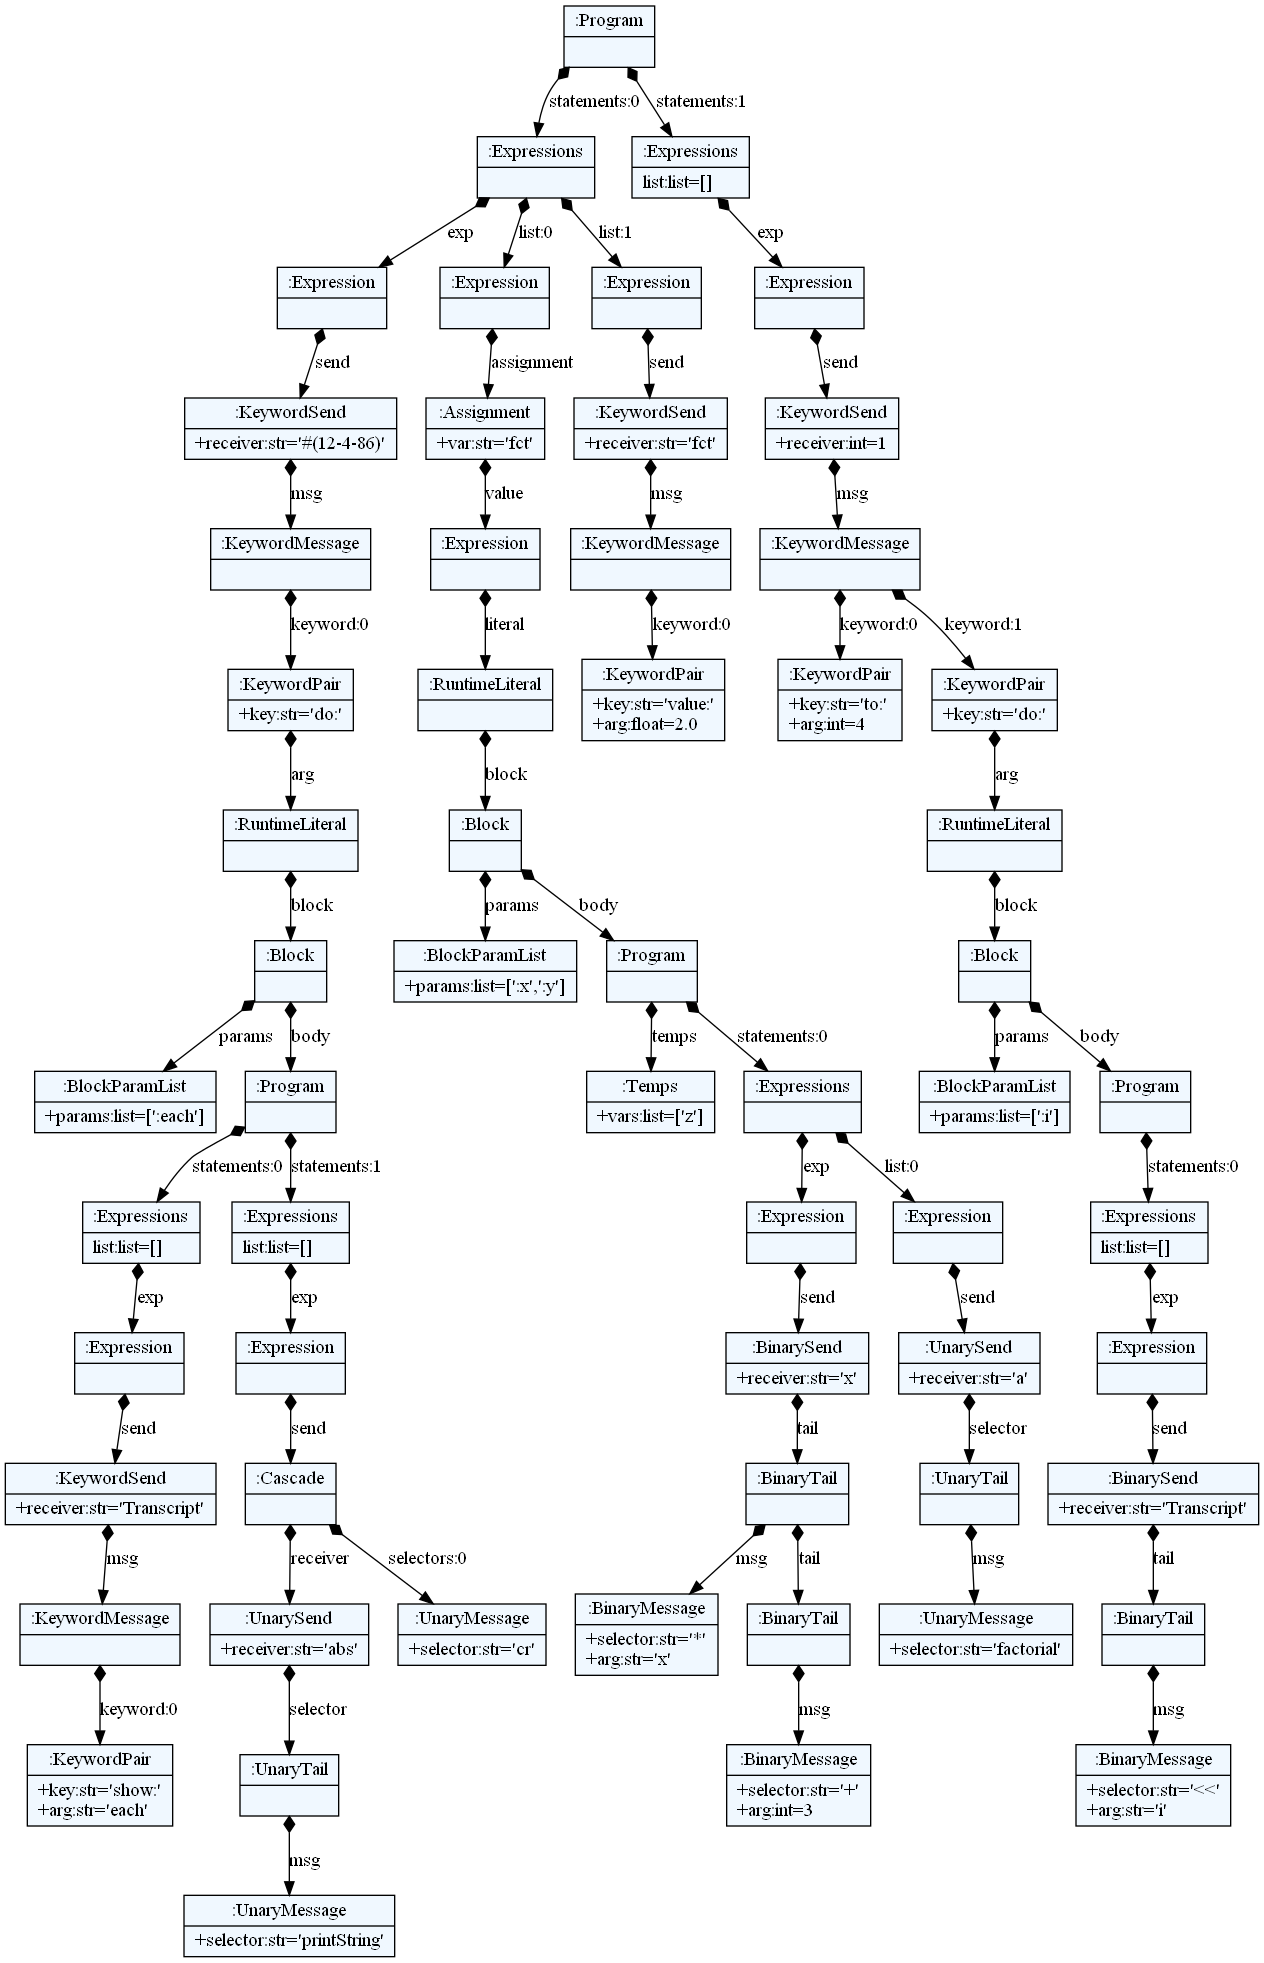 :Program
statements:0
statements:1
:Expressions
:Expressions
list:list=[]
exp
list:0
list:1
exp
:Expression
:Expression
:Expression
:Expression
send
assignment
send
send
:KeywordSend
+receiver:str='#(12-4-86)'
:Assignment
+var:str='fct'
:KeywordSend
+receiver:str='fct'
:KeywordSend
+receiver:int=1
msg
value
msg
msg
:KeywordMessage
:Expression
:KeywordMessage
:KeywordMessage
keyword:0
literal
keyword:0
keyword:0
keyword:1
:KeywordPair
+key:str='do:'
:RuntimeLiteral
:KeywordPair
+key:str='value:'
+arg:float=2.0
:KeywordPair
+key:str='to:'
+arg:int=4
:KeywordPair
+key:str='do:'
arg
block
arg
:RuntimeLiteral
:Block
:RuntimeLiteral
block
params
body
block
:Block
:BlockParamList
+params:list=[':x',':y']
:Program
:Block
params
body
temps
statements:0
params
body
:BlockParamList
+params:list=[':each']
:Program
:Temps
+vars:list=['z']
:Expressions
:BlockParamList
+params:list=[':i']
:Program
statements:0
statements:1
exp
list:0
statements:0
:Expressions
list:list=[]
:Expressions
list:list=[]
:Expression
:Expression
:Expressions
list:list=[]
exp
exp
send
send
exp
:Expression
:Expression
:BinarySend
+receiver:str='x'
:UnarySend
+receiver:str='a'
:Expression
send
send
tail
selector
send
:KeywordSend
+receiver:str='Transcript'
:Cascade
:BinaryTail
:UnaryTail
:BinarySend
+receiver:str='Transcript'
msg
receiver
selectors:0
msg
tail
msg
tail
:KeywordMessage
:UnarySend
+receiver:str='abs'
:UnaryMessage
+selector:str='cr'
:BinaryMessage
+selector:str='*'
+arg:str='x'
:BinaryTail
:UnaryMessage
+selector:str='factorial'
:BinaryTail
keyword:0
selector
msg
msg
:KeywordPair
+key:str='show:'
+arg:str='each'
:UnaryTail
:BinaryMessage
+selector:str='+'
+arg:int=3
:BinaryMessage
+selector:str='<<'
+arg:str='i'
msg
:UnaryMessage
+selector:str='printString'